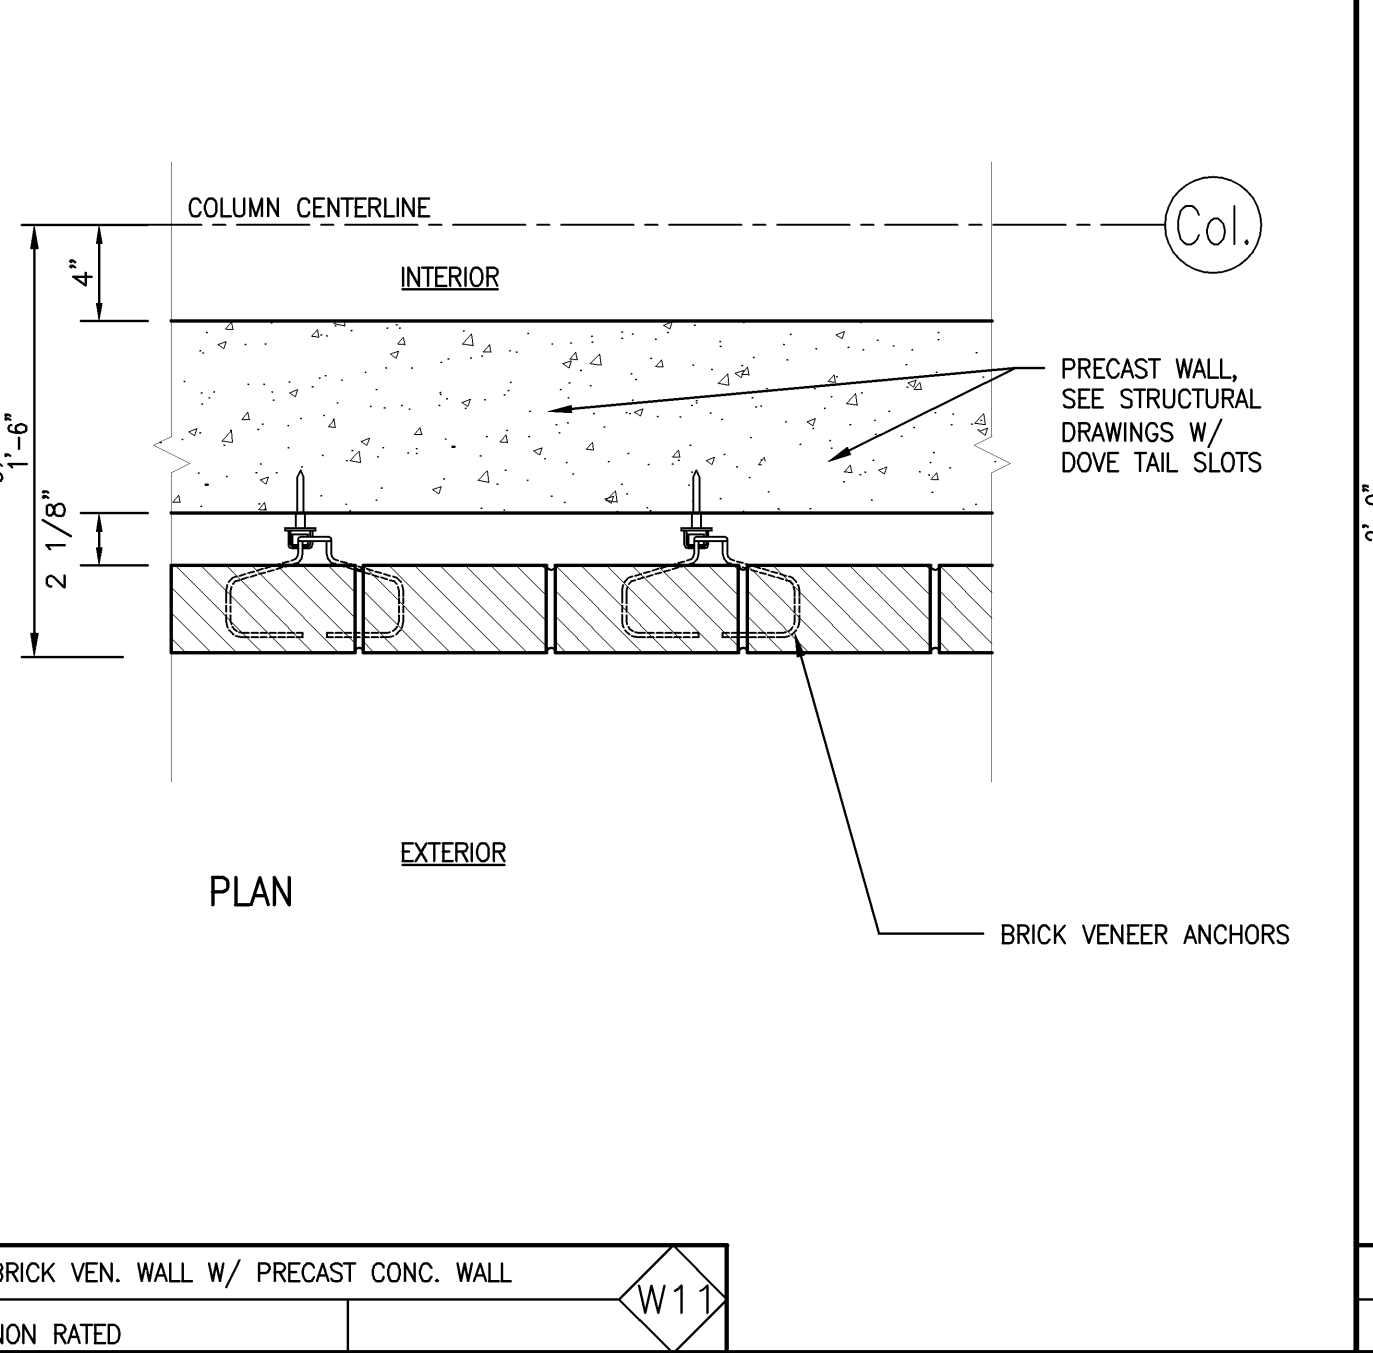 COLUMN CENTERLINE
Col.
4"
INTERIOR
PRECAST WALL,
SEE STRUCTURAL
DRAWINGS W/
DOVE TAIL SLOTS
1'-6"
2 1/8"
EXTERIOR
PLAN
BRICK VENEER ANCHORS
BRICK VEN. WALL W/ PRECAST CONC. WALL
W11
NON RATED